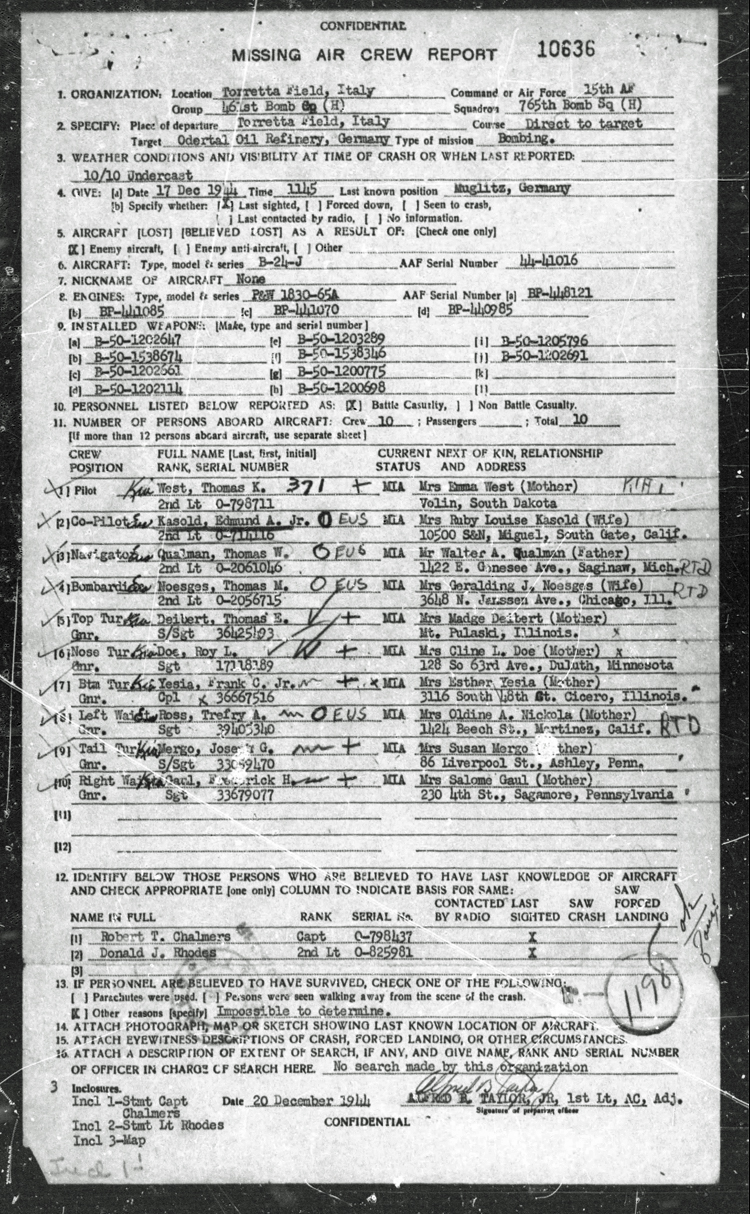 CONFIDENTIAL
MISSING AIR CREW REPORT 10636
1. ORGANIZATION: Location Torretta Field, Italy Command or Air Force 15th AF
Group 461st Bomb Gp (H) Squadron 765th Bomb Sq (H)
2. SPECIFY: Place of departure Torretta Field, Italy Course Direct to target
Target Odertal Oil Refinery, Germany Type of mission Bombing.
3. WEATHER CONDITIONS AND VISIBILITY AT TIME OF CRASH OR WHEN LAST REPORTED:
10/10 Undercast
4. GIVE: [a] Date 17 Dec 1944 Time 1145 Last known position Muglitz, Germany
[b] Specify whether: [X] Last sighted, [ ] Forced down, [ ] Seen to crash,
[ ] Last contacted by radio, [ ] No information.
5. AIRCRAFT [LOST] [BELIEVED LOST] AS A RESULT OF: [Check one only]
[X] Enemy aircraft, [ ] Enemy anti-aircraft, [ ] Other
6. AIRCRAFT: Type, model & series B-24-J AAF Serial Number 44-41016
7. NICKNAME OF AIRCRAFT None
8. ENGINES: Type, model & series P&W 1830-65A AAF Serial Number [a] BP-448121
[b] BP-441085 [c] BP-441070 [d] BP-440985
9. INSTALLED WEAPONS: [Make, type and serial number]
[a] B-50-1202647 [e] B-50-1203289 [i] B-50-1205796
[b] B-50-1538674 [f] B-50-1538346 [j] B-50-1202691
[c] B-50-1202661 [g] B-50-1200775 [k]
[d] B-50-1202114 [h] B-50-1200698 [l]
10. PERSONNEL LISTED BELOW REPORTED AS: [X] Battle Casualty, [ ] Non Battle Casualty.
11. NUMBER OF PERSONS ABOARD AIRCRAFT: Crew 10 ; Passengers ; Total 10
[If more than 12 persons aboard aircraft, use separate sheet]
CREW FULL NAME [Last, first, initial] CURRENT NEXT OF KIN, RELATIONSHIP
POSITION RANK, SERIAL NUMBER STATUS AND ADDRESS
[1] Pilot West, Thomas K. 371 + MIA Mrs Emma West (Mother) KIA
2nd Lt O-798711 Volin, South Dakota
[2] Co-Pilot Kasold, Edmund A. Jr. O EUS MIA Mrs Ruby Louise Kasold (Wife)
2nd Lt O-714116 10500 S&N, Miguel, South Gate, Calif.
[3] Navigator Qualman, Thomas W. O EUS MIA Mr Walter A. Qualman (Father)
2nd Lt O-2061046 1422 E. Genesee Ave., Saginaw, Mich. RTD
[4] Bombardier Noesges, Thomas M. O EUS MIA Mrs Geralding J. Noesges (Wife) RTD
2nd Lt O-2056715 3648 N. Janssen Ave., Chicago, Ill.
[5] Top Tur Deibert, Thomas E. + MIA Mrs Madge Deibert (Mother)
Gnr. S/Sgt Mt. Pulaski, Illinois.
[6] Nose Tur Doe, Roy L. + MIA Mrs Cline L. Doe (Mother) x
Gnr. Sgt 128 So 63rd Ave., Duluth, Minnesota
[7] Btm Tur Yesia, Frank C. Jr. + x MIA Mrs Esther Yesia (Mother)
Gnr. Cpl x 36667516 3116 South 48th St. Cicero, Illinois.
[8] Left Waist Ross, Trefry A. O EUS MIA Mrs Oldine A. Nickola (Mother)
Gnr. Sgt 39405340 1424 Beech St., Martinez, Calif. RTD
[9] Tail Tur Mergo, Joseph G. + MIA Mrs Susan Mergo
Gnr. S/Sgt 33059470 86 Liverpool St., Ashley, Penn.
[10] Right Waist Gaul, Frederick H. + MIA Mrs Salome Gaul (Mother)
Gnr. Sgt 33679077 230 4th St., Sagamore, Pennsylvania
[11]
[12]
12. IDENTIFY BELOW THOSE PERSONS WHO ARE BELIEVED TO HAVE LAST KNOWLEDGE OF AIRCRAFT
AND CHECK APPROPRIATE [one only] COLUMN TO INDICATE BASIS FOR SAME:
CONTACTED LAST SAW SAW FORCED
NAME IN FULL RANK SERIAL No. BY RADIO SIGHTED CRASH LANDING
[1] Robert T. Chalmers Capt O-798437 X
[2] Donald J. Rhodes 2nd Lt O-825981 X
[3]
13. IF PERSONNEL ARE BELIEVED TO HAVE SURVIVED, CHECK ONE OF THE FOLLOWING:
[ ] Parachutes were used. [ ] Persons were seen walking away from the scene of the crash.
[X] Other reasons [specify] Impossible to determine.
1198
14. ATTACH PHOTOGRAPH, MAP OR SKETCH SHOWING LAST KNOWN LOCATION OF AIRCRAFT.
15. ATTACH EYEWITNESS DESCRIPTIONS OF CRASH, FORCED LANDING, OR OTHER CIRCUMSTANCES.
16. ATTACH A DESCRIPTION OF EXTENT OF SEARCH, IF ANY, AND GIVE NAME, RANK AND SERIAL NUMBER
OF OFFICER IN CHARGE OF SEARCH HERE. No search made by this organization
3 Inclosures.
Incl 1-Stmt Capt Chalmers
Date 20 December 1944 ALFRED B. TAYLOR, JR, 1st Lt, AC, Adj.
Signature of preparing officer
Incl 2-Stmt Lt Rhodes CONFIDENTIAL
Incl 3-Map